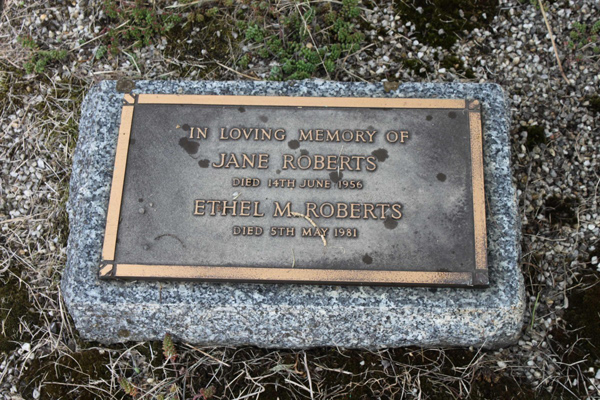 IN LOVING MEMORY OF
JANE ROBERTS
DIED 14TH JUNE 1956
ETHEL M. ROBERTS
DIED 5TH MAY 1981